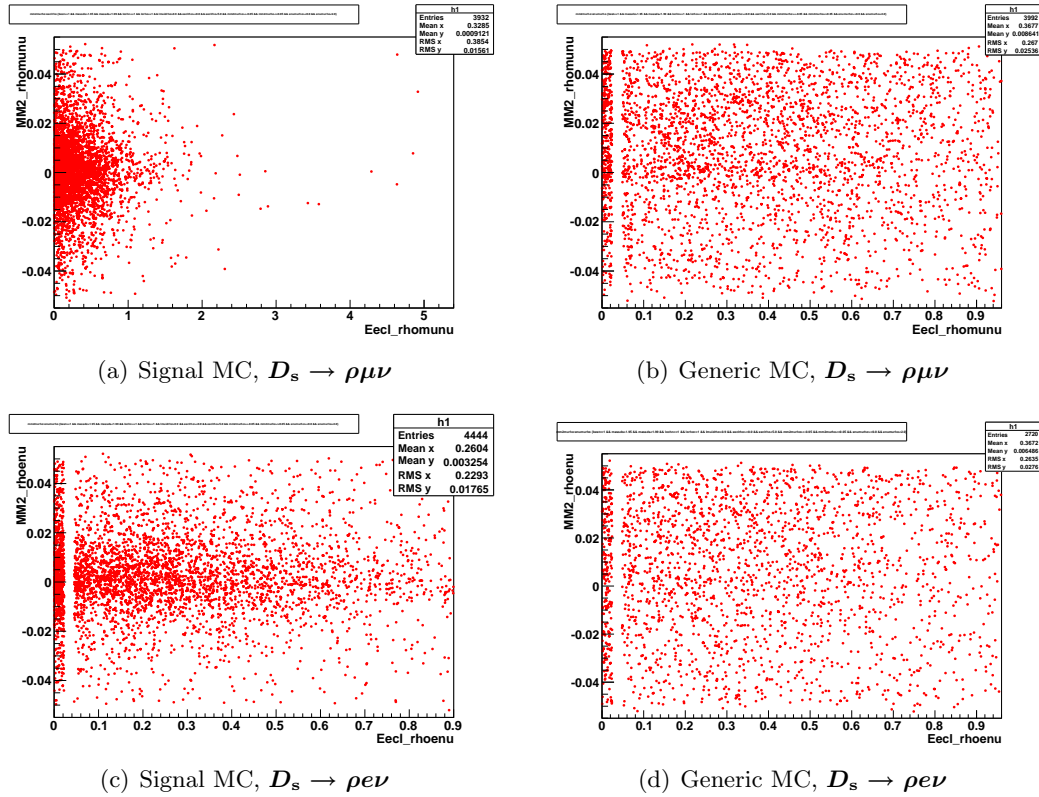 h1
Entries 3932
Mean x 0.3285
Mean y 0.0009121
RMS x 0.3854
RMS y 0.01561
MM2_rhomunu
0.04
0.02
0
-0.02
-0.04
0 1 2 3 4 5
Eecl_rhomunu
(a) Signal MC, Ds → ρμν
h1
Entries 3992
Mean x 0.3677
Mean y 0.008641
RMS x 0.267
RMS y 0.02536
MM2_rhomunu
0.04
0.02
0
-0.02
-0.04
0 0.1 0.2 0.3 0.4 0.5 0.6 0.7 0.8 0.9
Eecl_rhomunu
(b) Generic MC, Ds → ρμν
h1
Entries 4444
Mean x 0.2604
Mean y 0.003254
RMS x 0.2293
RMS y 0.01765
MM2_rhoenu
0.04
0.02
0
-0.02
-0.04
0 0.1 0.2 0.3 0.4 0.5 0.6 0.7 0.8 0.9
Eecl_rhoenu
(c) Signal MC, Ds → ρeν
h1
Entries 2720
Mean x 0.3672
Mean y 0.006486
RMS x 0.2635
RMS y 0.0276
MM2_rhoenu
0.04
0.02
0
-0.02
-0.04
0 0.1 0.2 0.3 0.4 0.5 0.6 0.7 0.8 0.9
Eecl_rhoenu
(d) Generic MC, Ds → ρeν